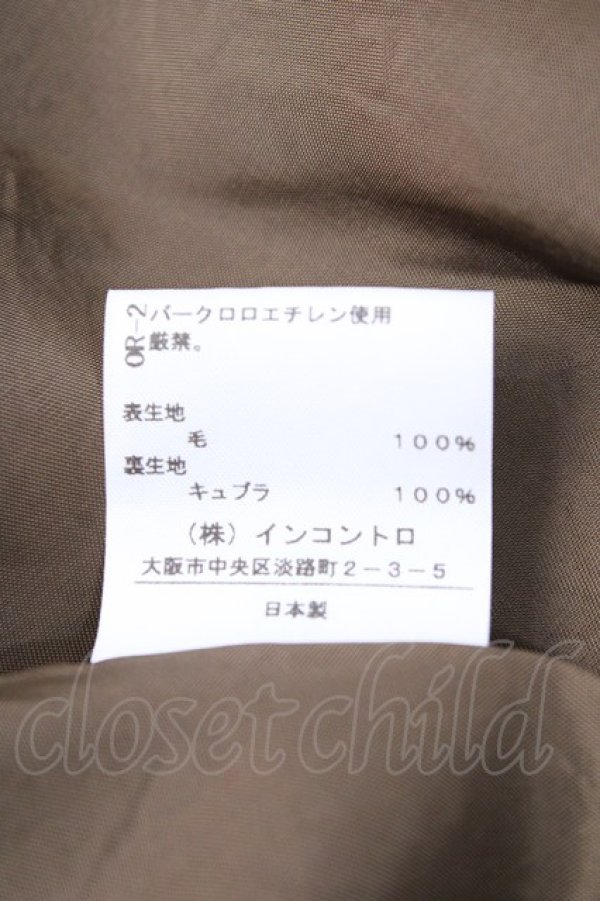 OR-2
パークロロエチレン使用
厳禁。
表生地
毛 100%
裏生地
キュプラ 100%
(株)インコントロ
大阪市中央区淡路町2-3-5
日本製
closet child